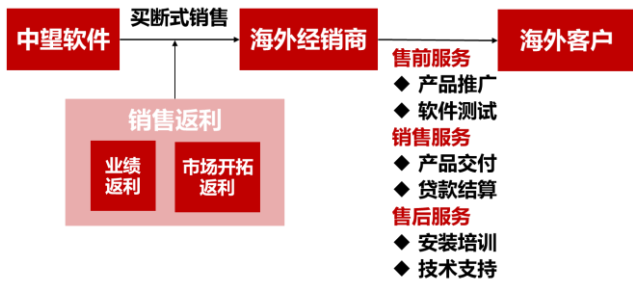 中望软件
买断式销售
海外经销商
海外客户
销售返利
业绩
返利
市场开拓
返利
售前服务
◆ 产品推广
◆ 软件测试
销售服务
◆ 产品交付
◆ 贷款结算
售后服务
◆ 安装培训
◆ 技术支持